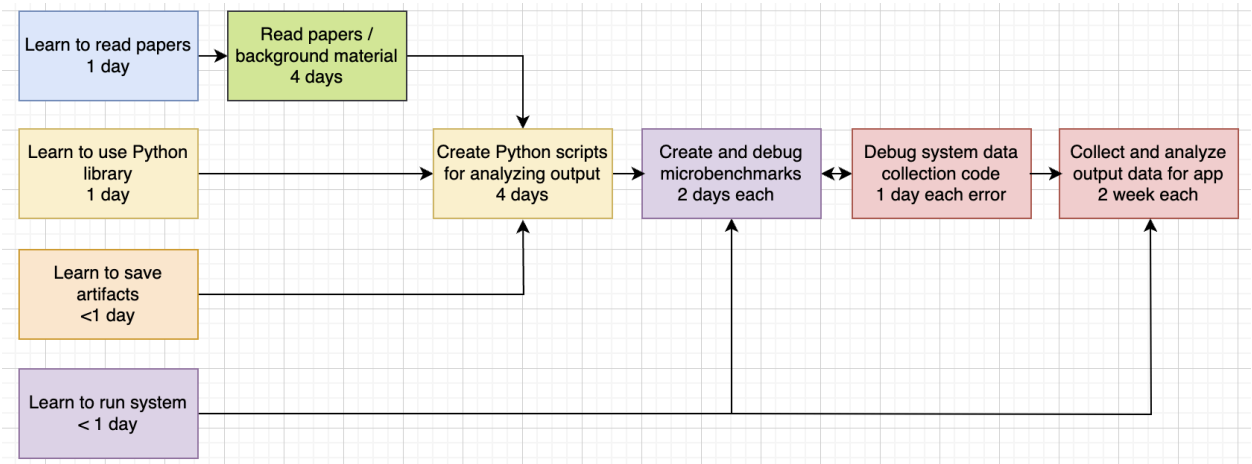 Learn to read papers
1 day
Read papers /
background material
4 days
Learn to use Python
library
1 day
Create Python scripts
for analyzing output
4 days
Create and debug
microbenchmarks
2 days each
Debug system data
collection code
1 day each error
Collect and analyze
output data for app
2 week each
Learn to save
artifacts
<1 day
Learn to run system
< 1 day